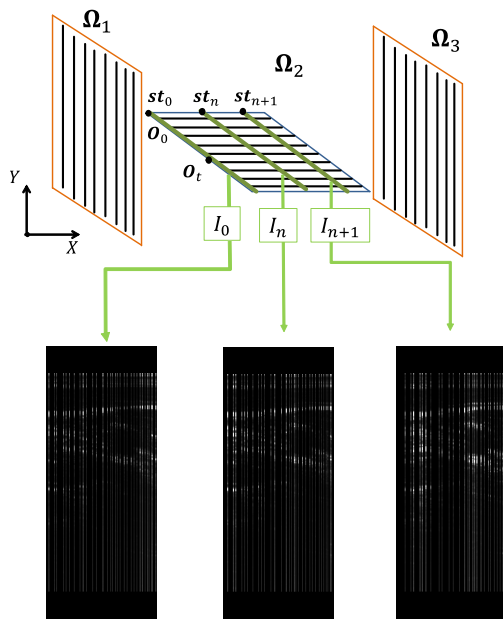 Ω₁
Ω₂
Ω₃
st₀
stₙ
stₙ₊₁
O₀
Oₜ
Y
X
I₀
Iₙ
Iₙ₊₁